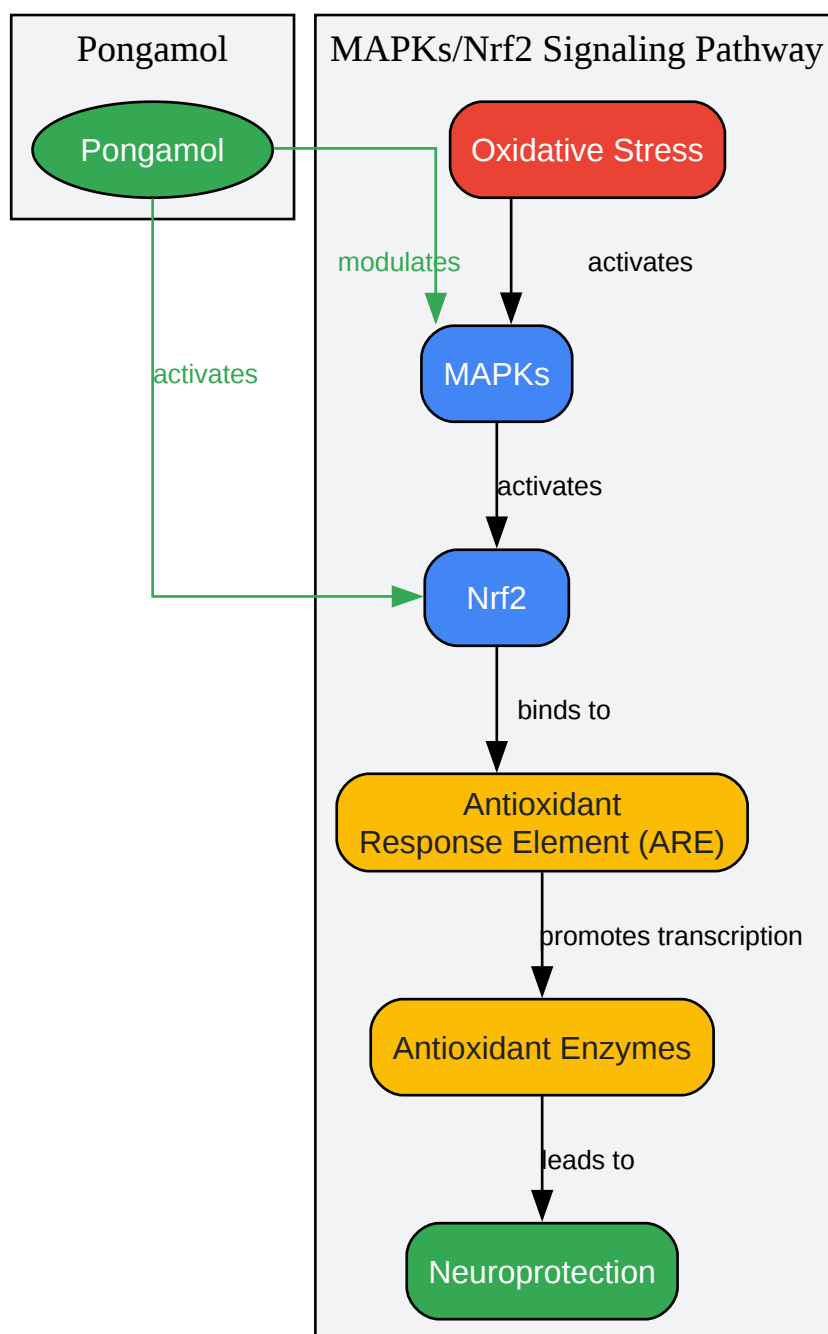 Pongamol
MAPKs/Nrf2 Signaling Pathway
Pongamol
Oxidative Stress
modulates
activates
MAPKs
activates
activates
Nrf2
binds to
Antioxidant
Response Element (ARE)
promotes transcription
Antioxidant Enzymes
leads to
Neuroprotection